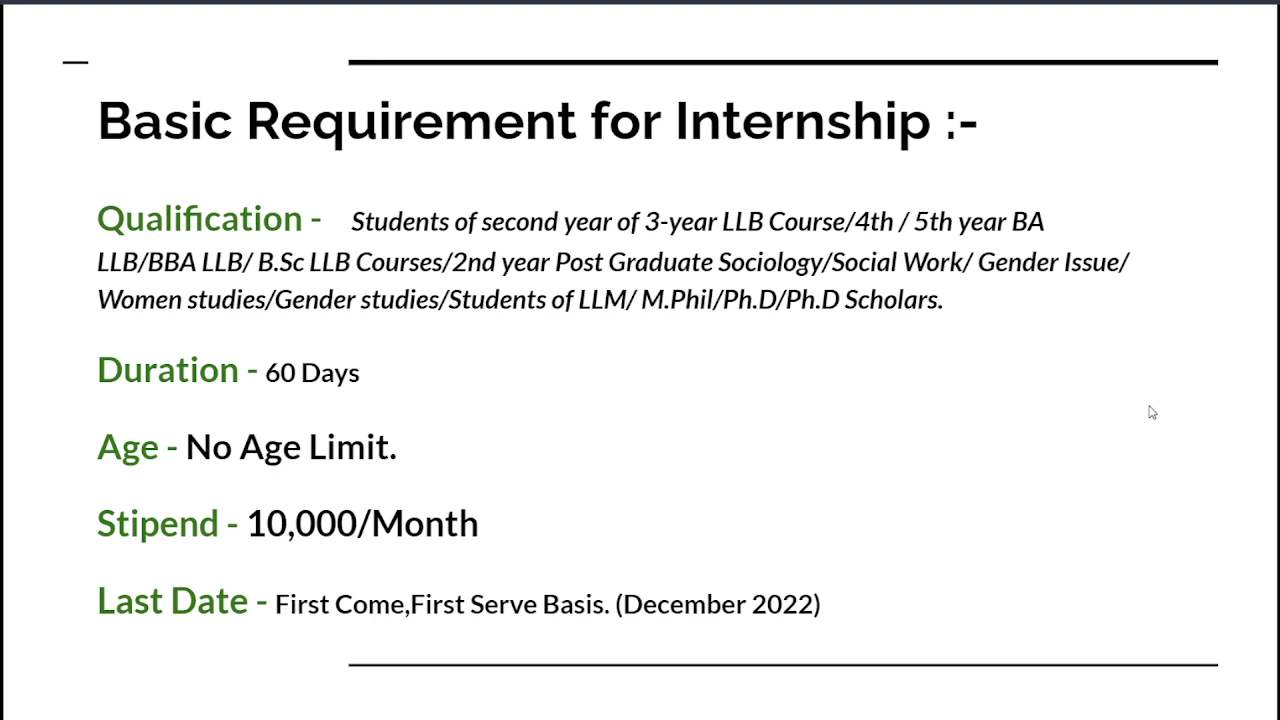 Basic Requirement for Internship :-
Qualification - Students of second year of 3-year LLB Course/4th / 5th year BA
LLB/BBA LLB/ B.Sc LLB Courses/2nd year Post Graduate Sociology/Social Work/ Gender Issue/
Women studies/Gender studies/Students of LLM/ M.Phil/Ph.D/Ph.D Scholars.
Duration - 60 Days
Age - No Age Limit.
Stipend - 10,000/Month
Last Date - First Come,First Serve Basis. (December 2022)